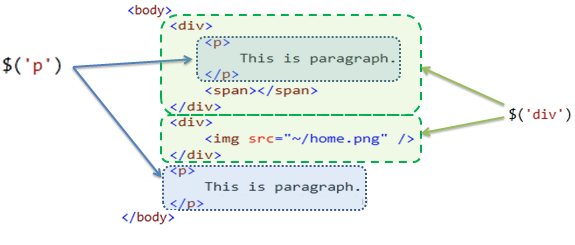 <body>
<div>
<p>
This is paragraph.
</p>
<span></span>
</div>
<div>
<img src="~/home.png" />
</div>
<p>
This is paragraph.
</p>
</body>
$('p')
$('div')